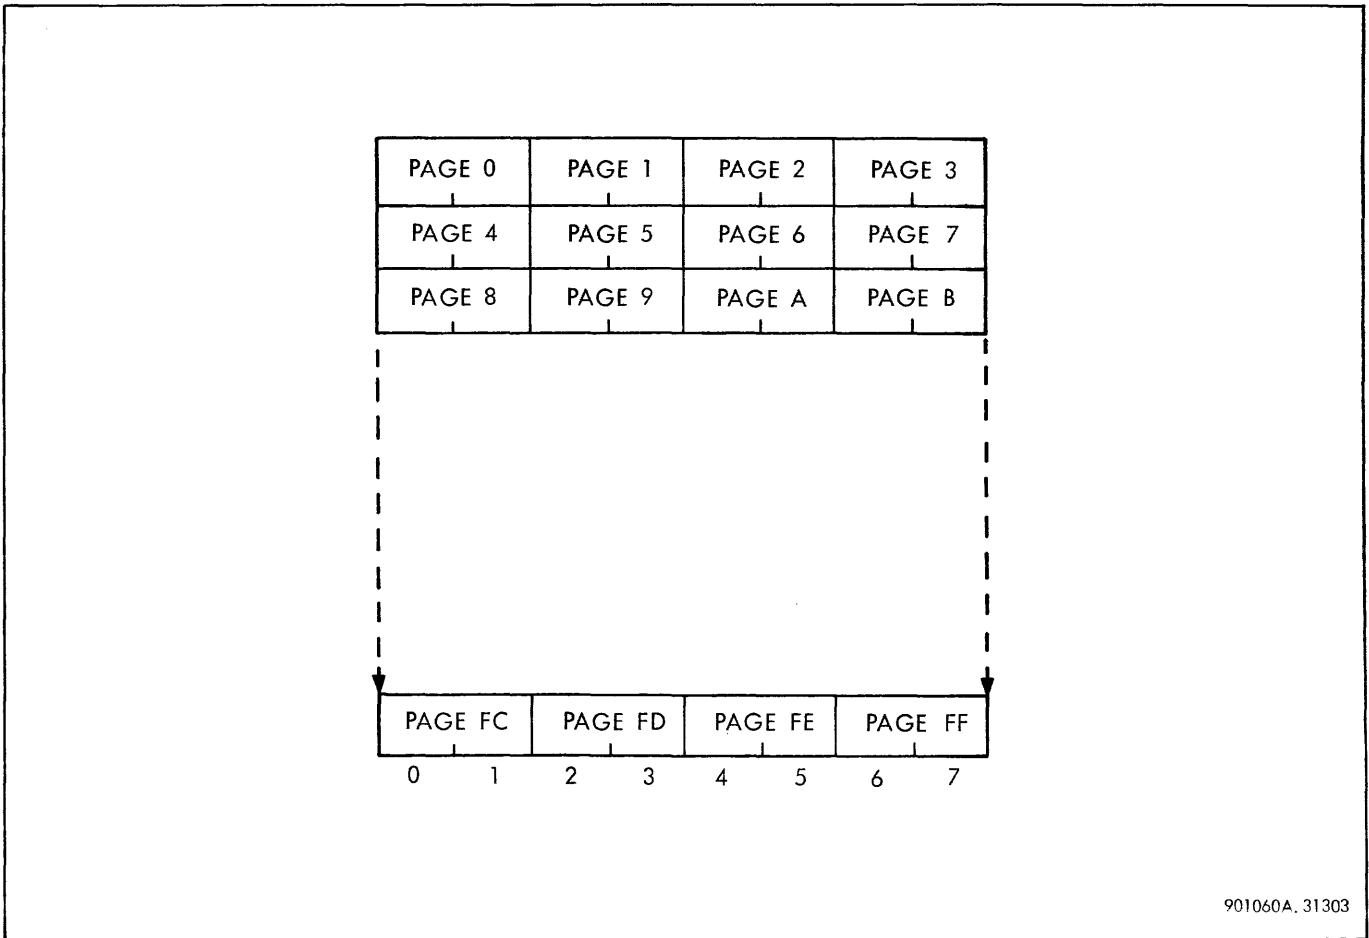 PAGE 0 PAGE 1 PAGE 2 PAGE 3
PAGE 4 PAGE 5 PAGE 6 PAGE 7
PAGE 8 PAGE 9 PAGE A PAGE B
PAGE FC PAGE FD PAGE FE PAGE FF
0 1 2 3 4 5 6 7
901060A. 31303